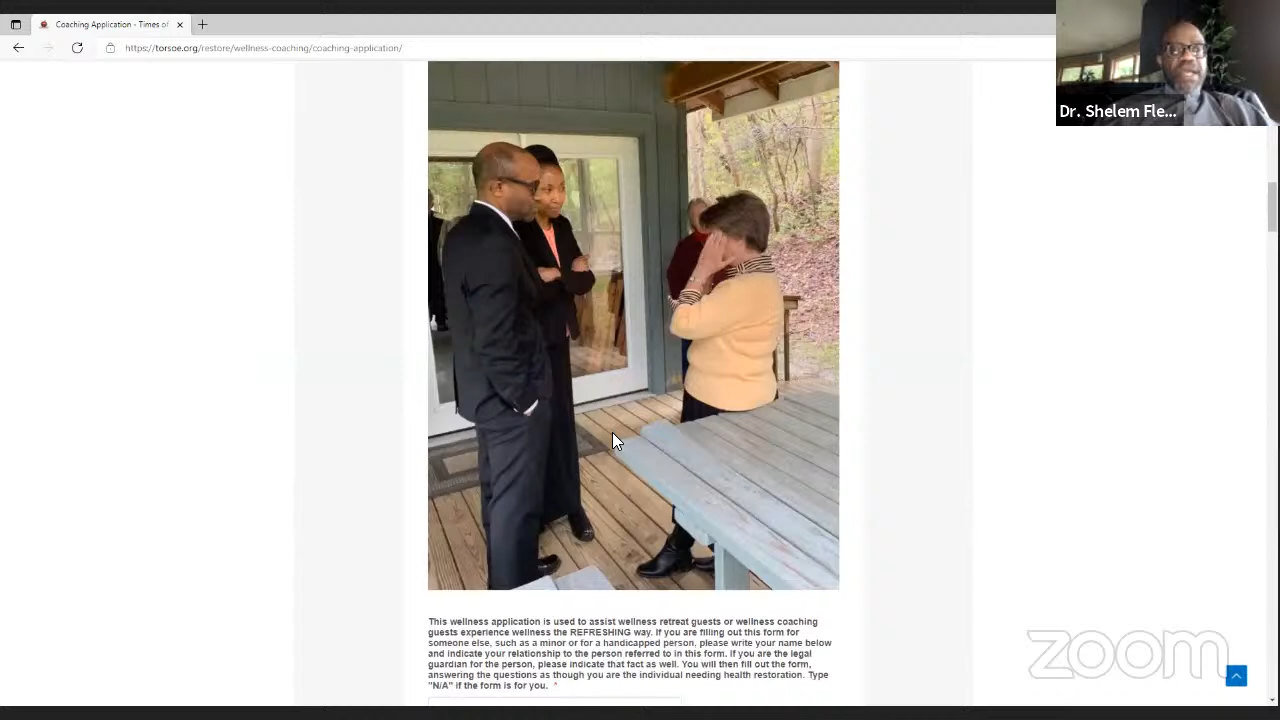 Coaching Application - Times of
https://torsoe.org/restore/wellness-coaching/coaching-application/
Dr. Shelem Fle...
This wellness application is used to assist wellness retreat guests or wellness coaching
guests experience wellness the REFRESHING way. If you are filling out this form for
someone else, such as a minor or for a handicapped person, please write your name below
and indicate your relationship to the person referred to in this form. If you are the legal
guardian for the person, please indicate that fact as well. You will then fill out the form,
answering the questions as though you are the individual needing health restoration. Type
"N/A" if the form is for you. *
zoom